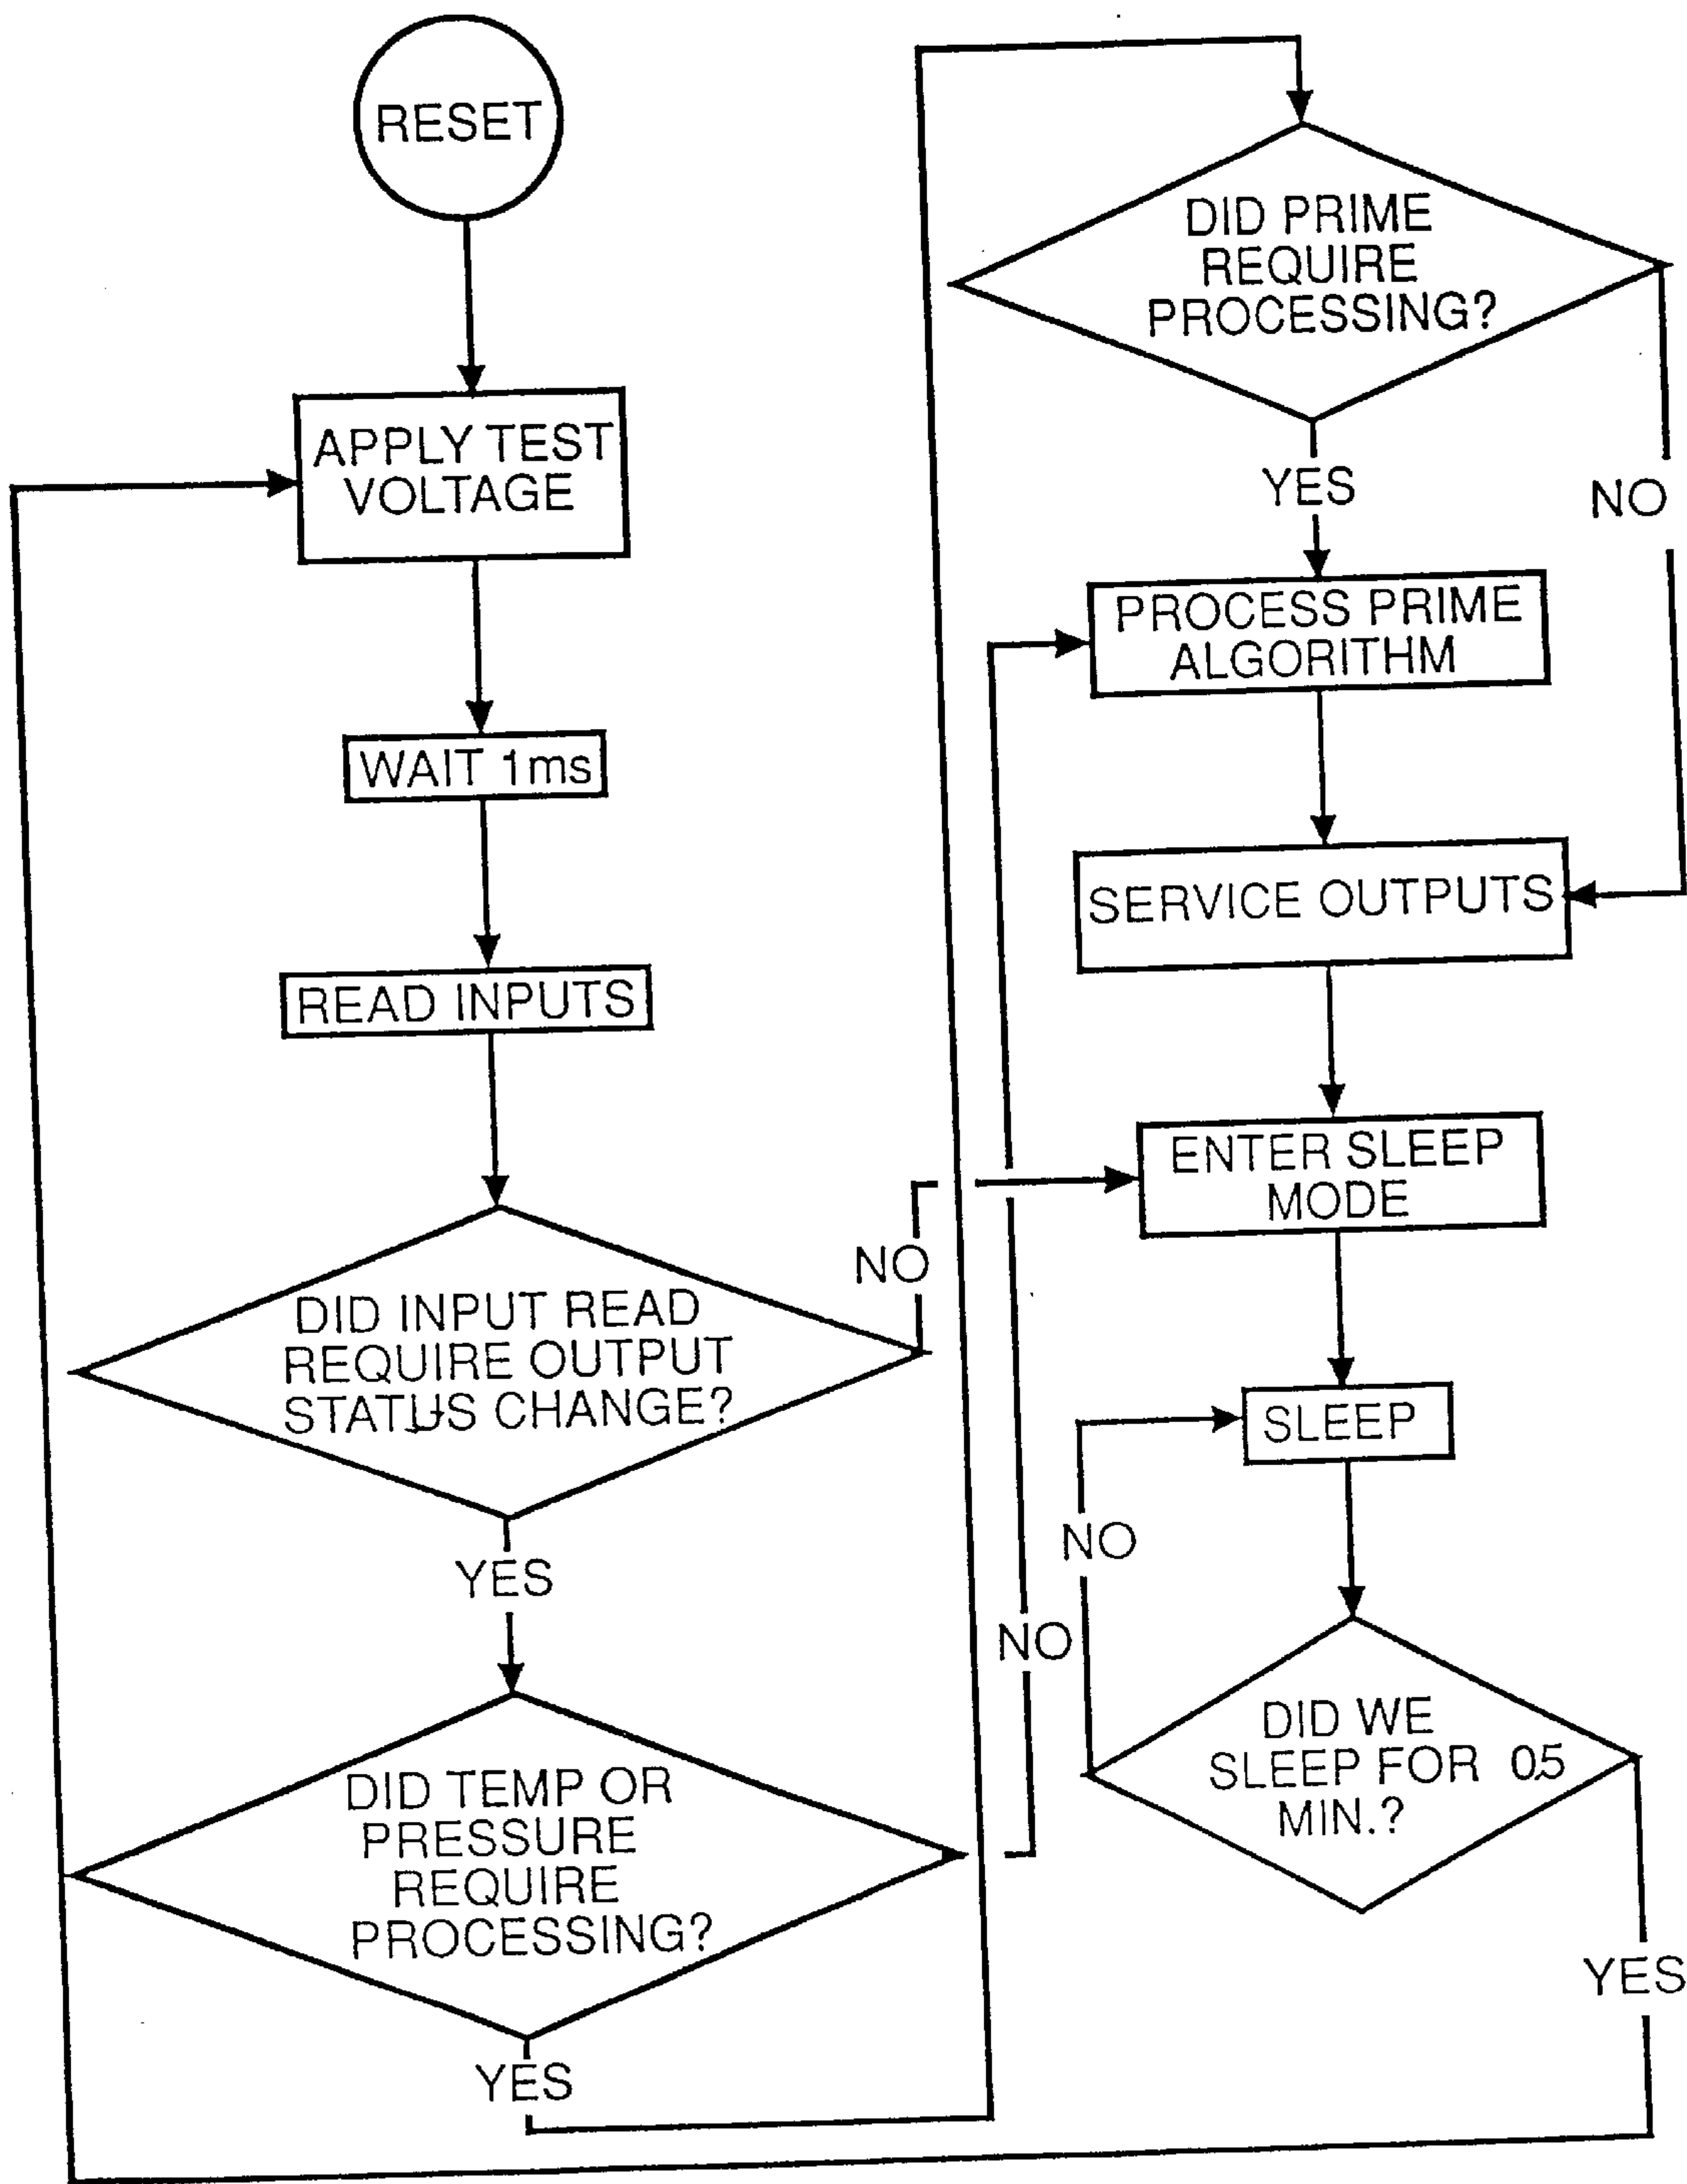 RESET
APPLY TEST
VOLTAGE
WAIT 1ms
READ INPUTS
DID INPUT READ
REQUIRE OUTPUT
STATUS CHANGE?
NO
YES
DID TEMP OR
PRESSURE
REQUIRE
PROCESSING?
NO
YES
DID PRIME
REQUIRE
PROCESSING?
YES
NO
PROCESS PRIME
ALGORITHM
SERVICE OUTPUTS
ENTER SLEEP
MODE
SLEEP
NO
DID WE
SLEEP FOR 0.5
MIN.?
YES